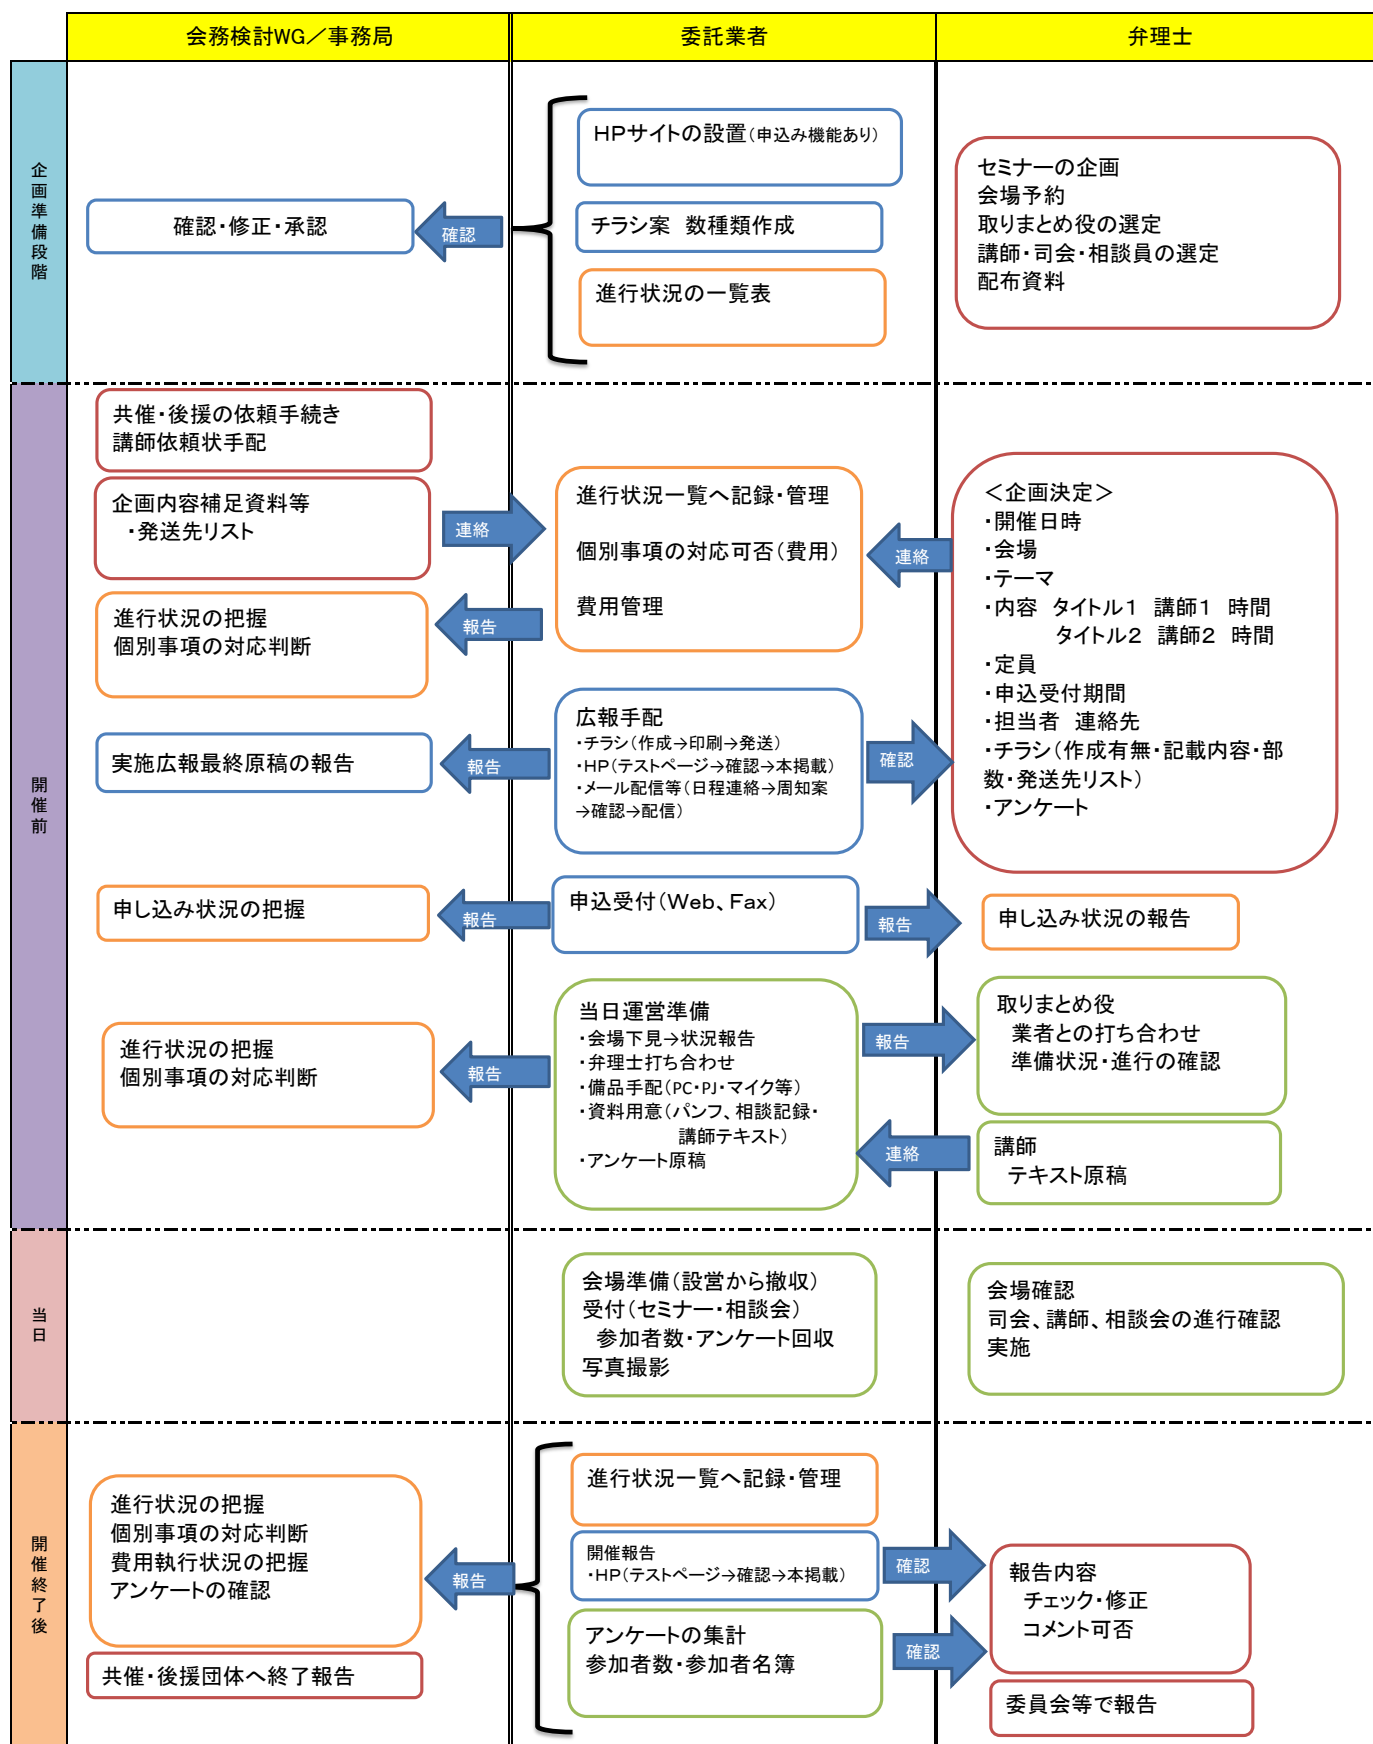 会務検討WG／事務局
委託業者
弁理士
企画準備段階
確認・修正・承認
確認
HPサイトの設置（申込み機能あり）
チラシ案　数種類作成
進行状況の一覧表
セミナーの企画
会場予約
取りまとめ役の選定
講師・司会・相談員の選定
配布資料
開催前
共催・後援の依頼手続き
講師依頼状手配
企画内容補足資料等
・発送先リスト
連絡
進行状況一覧へ記録・管理
個別事項の対応可否（費用）
費用管理
連絡
＜企画決定＞
・開催日時
・会場
・テーマ
・内容　タイトル１　講師１　時間
タイトル２　講師２　時間
・定員
・申込受付期間
・担当者　連絡先
・チラシ（作成有無・記載内容・部
数・発送先リスト）
・アンケート
進行状況の把握
個別事項の対応判断
報告
実施広報最終原稿の報告
報告
広報手配
・チラシ（作成→印刷→発送）
・HP（テストページ→確認→本掲載）
・メール配信等（日程連絡→周知案
→確認→配信）
確認
申し込み状況の把握
報告
申込受付（Web、Fax）
報告
申し込み状況の報告
進行状況の把握
個別事項の対応判断
報告
当日運営準備
・会場下見→状況報告
・弁理士打ち合わせ
・備品手配（PC・PJ・マイク等）
・資料用意（パンフ、相談記録・
講師テキスト）
・アンケート原稿
報告
取りまとめ役
業者との打ち合わせ
準備状況・進行の確認
連絡
講師
テキスト原稿
当日
会場準備（設営から撤収）
受付（セミナー・相談会）
参加者数・アンケート回収
写真撮影
会場確認
司会、講師、相談会の進行確認
実施
開催終了後
進行状況の把握
個別事項の対応判断
費用執行状況の把握
アンケートの確認
報告
共催・後援団体へ終了報告
進行状況一覧へ記録・管理
開催報告
・HP（テストページ→確認→本掲載）
確認
アンケートの集計
参加者数・参加者名簿
確認
報告内容
チェック・修正
コメント可否
委員会等で報告